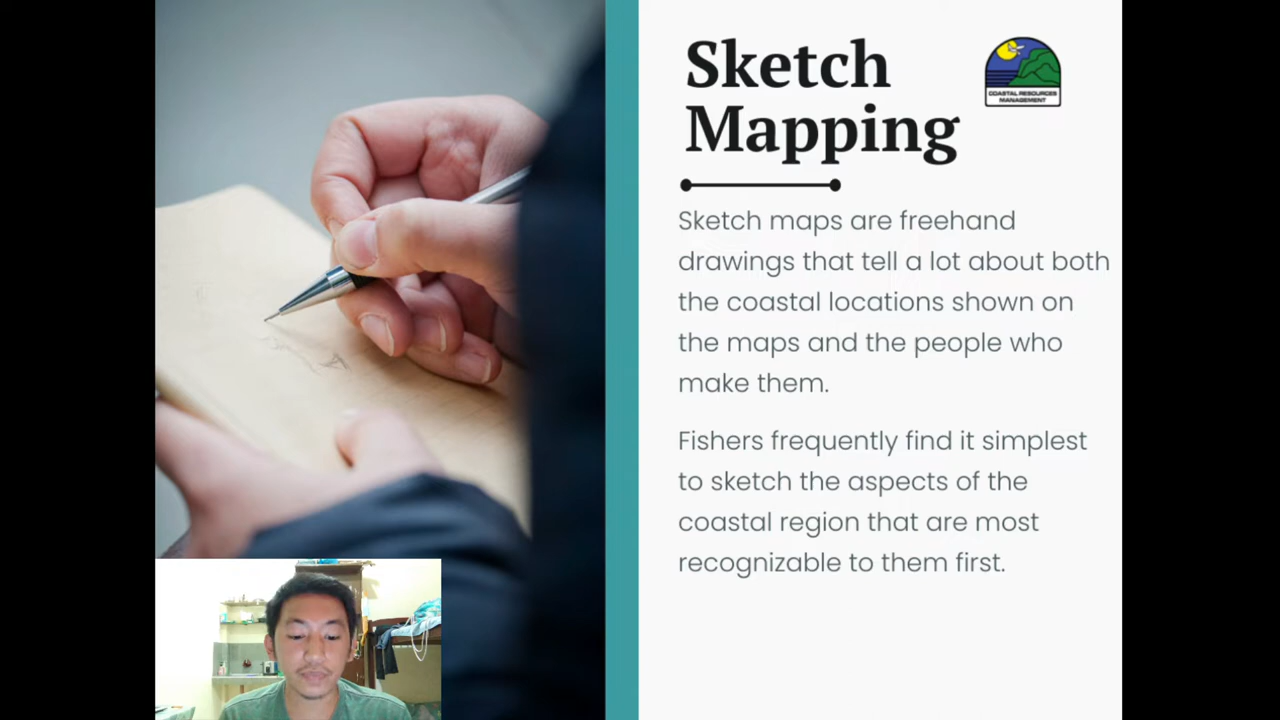 Sketch
Mapping
COASTAL RESOURCES
MANAGEMENT
Sketch maps are freehand
drawings that tell a lot about both
the coastal locations shown on
the maps and the people who
make them.
Fishers frequently find it simplest
to sketch the aspects of the
coastal region that are most
recognizable to them first.